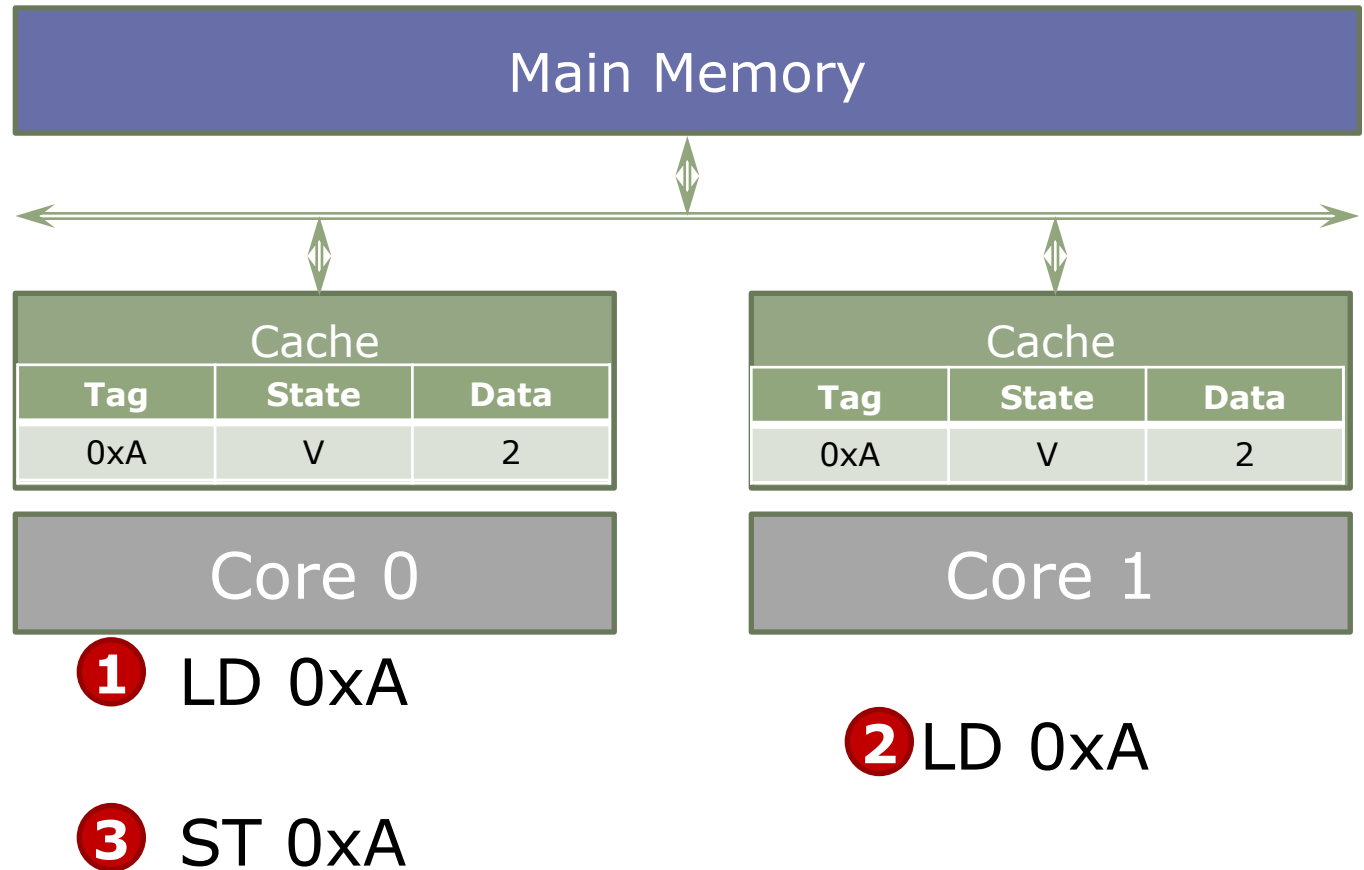 Main Memory
Cache
Tag State Data
0xA V 2
Cache
Tag State Data
0xA V 2
Core 0
Core 1
1 LD 0xA
2 LD 0xA
3 ST 0xA